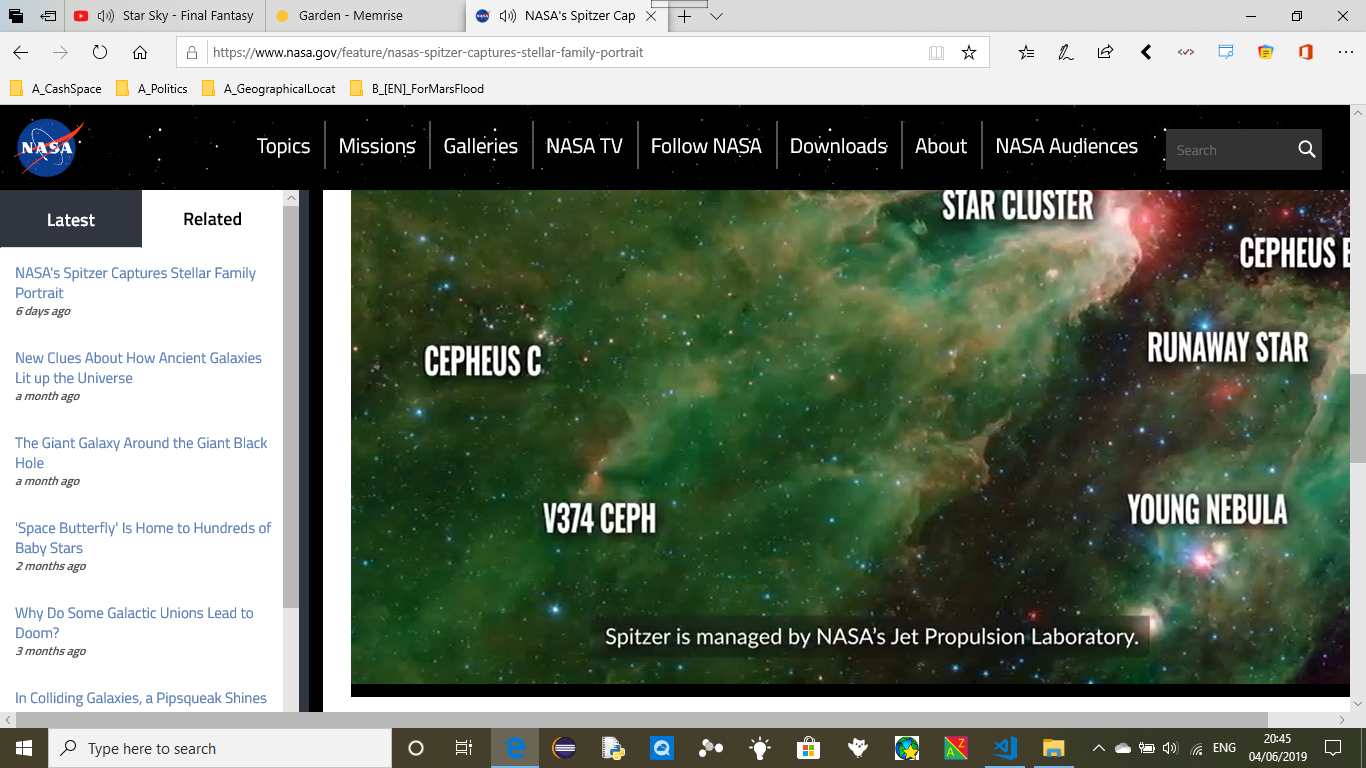 Star Sky - Final Fantasy
Garden - Memrise
NASA's Spitzer Cap
https://www.nasa.gov/feature/nasas-spitzer-captures-stellar-family-portrait
A_CashSpace
A_Politics
A_GeographicalLocat
B_[EN]_ForMarsFlood
NASA
Topics
Missions
Galleries
NASA TV
Follow NASA
Downloads
About
NASA Audiences
Search
Latest
Related
NASA's Spitzer Captures Stellar Family
Portrait
6 days ago
New Clues About How Ancient Galaxies
Lit up the Universe
a month ago
The Giant Galaxy Around the Giant Black
Hole
a month ago
'Space Butterfly' Is Home to Hundreds of
Baby Stars
2 months ago
Why Do Some Galactic Unions Lead to
Doom?
3 months ago
In Colliding Galaxies, a Pipsqueak Shines
STAR CLUSTER
CEPHEUS B
RUNAWAY STAR
CEPHEUS C
V374 CEPH
YOUNG NEBULA
Spitzer is managed by NASA's Jet Propulsion Laboratory.
Type here to search
A Z
ENG
20:45
04/06/2019